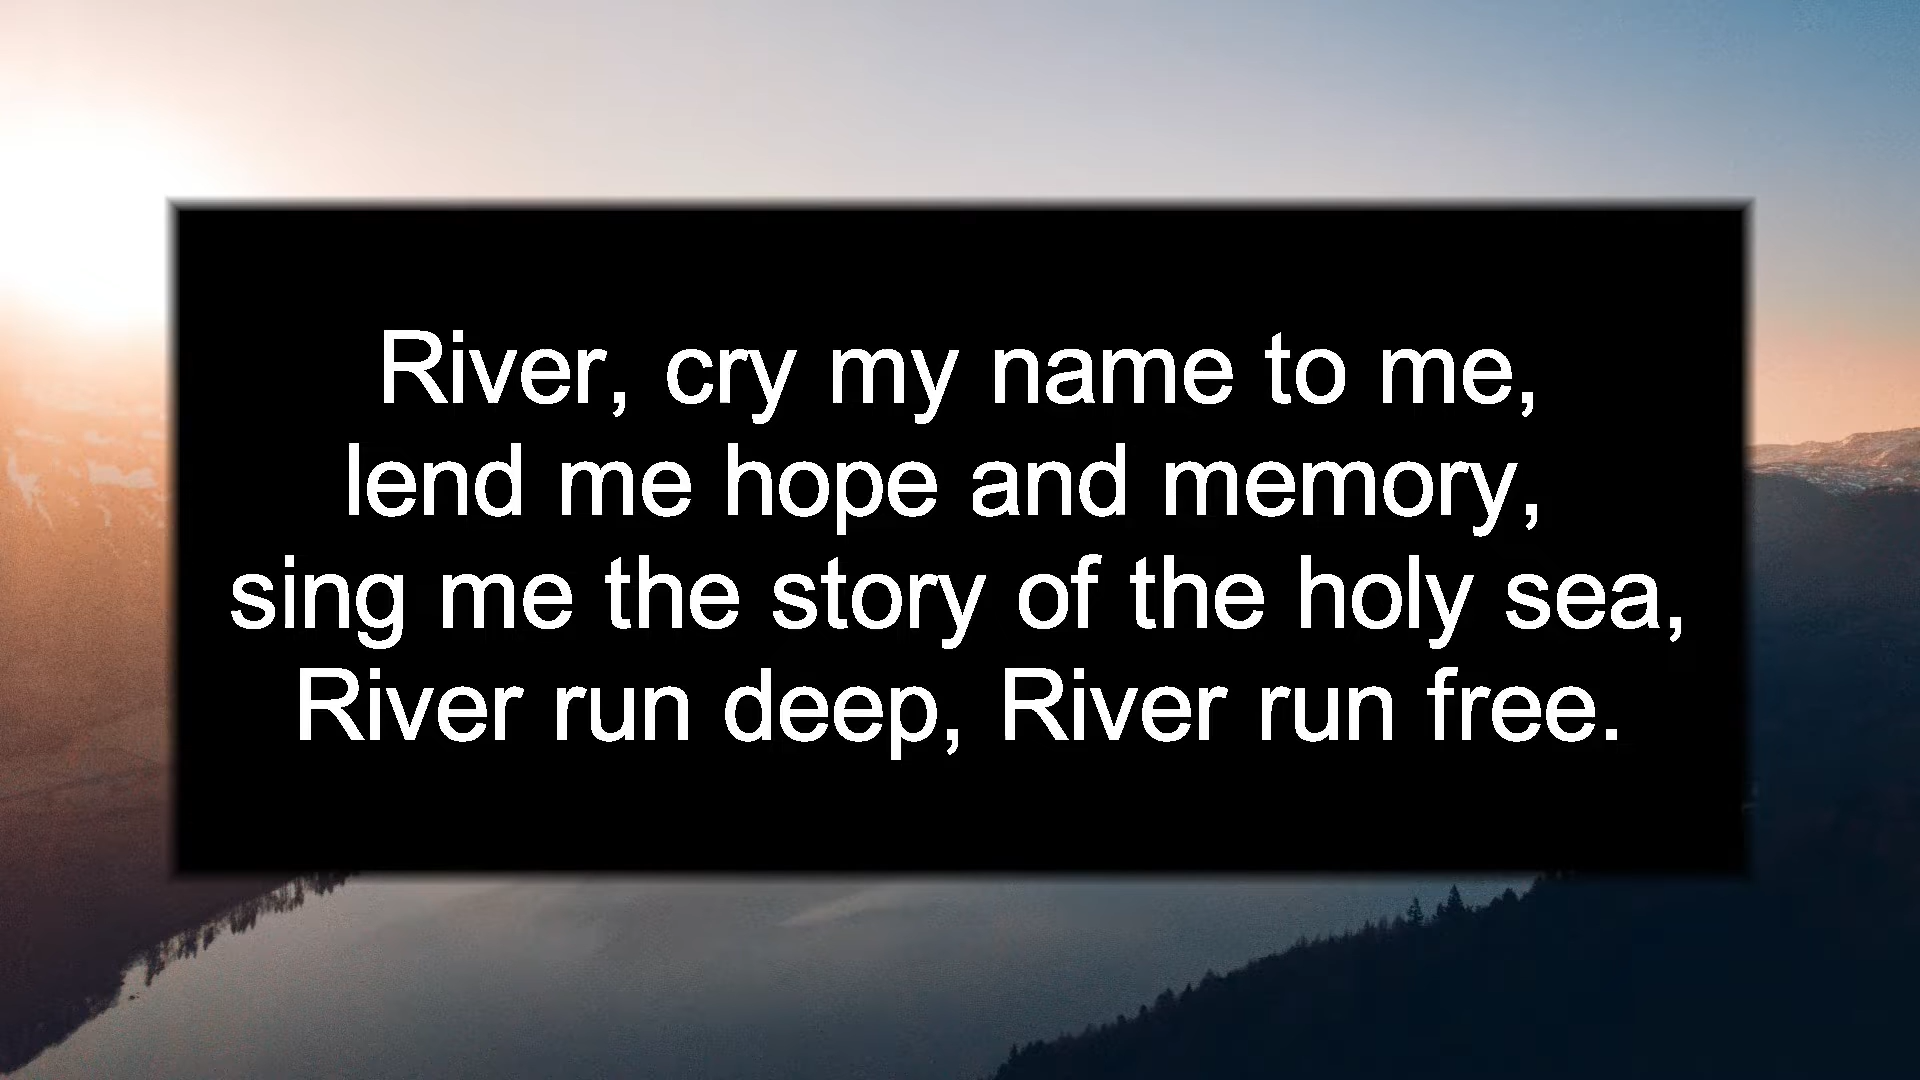 River, cry my name to me,
lend me hope and memory,
sing me the story of the holy sea,
River run deep, River run free.